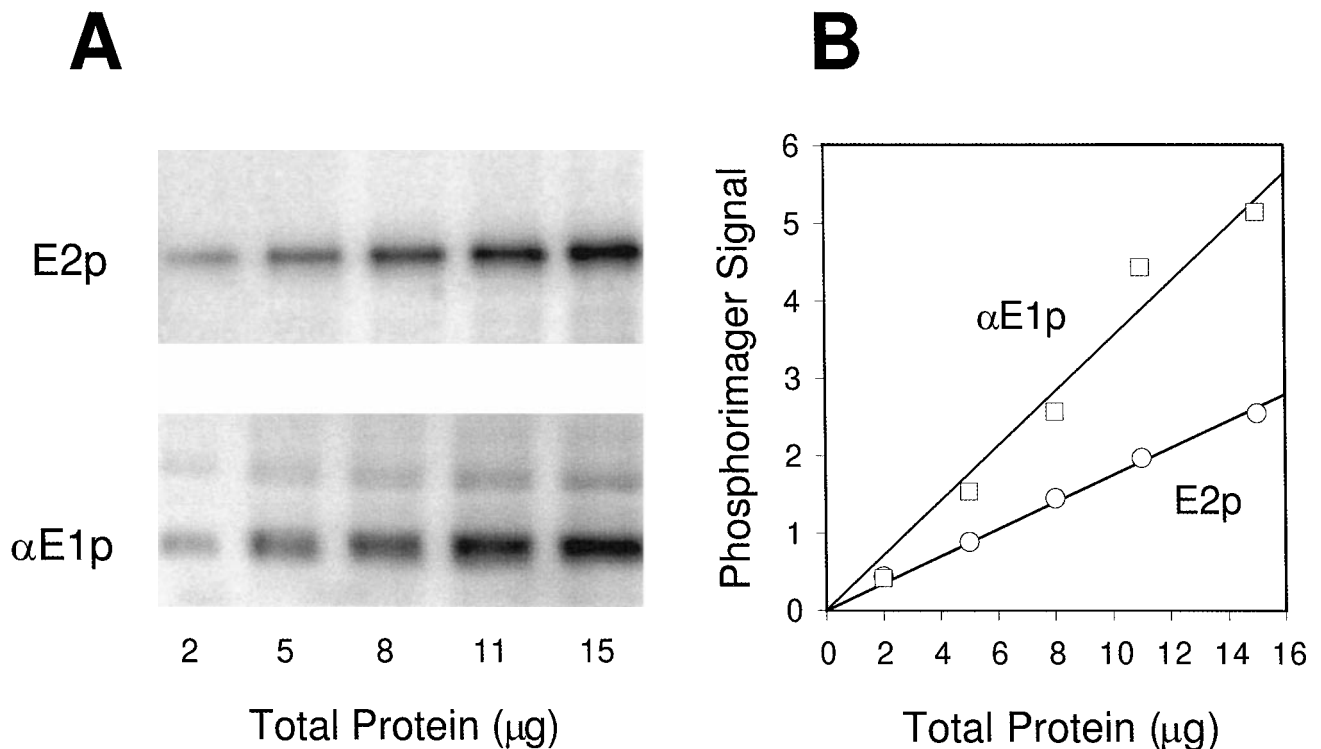 A
E2p
αE1p
2 5 8 11 15
Total Protein (μg)
B
Phosphorimager Signal
6
5
4
3
2
1
0
αE1p
E2p
0 2 4 6 8 10 12 14 16
Total Protein (μg)